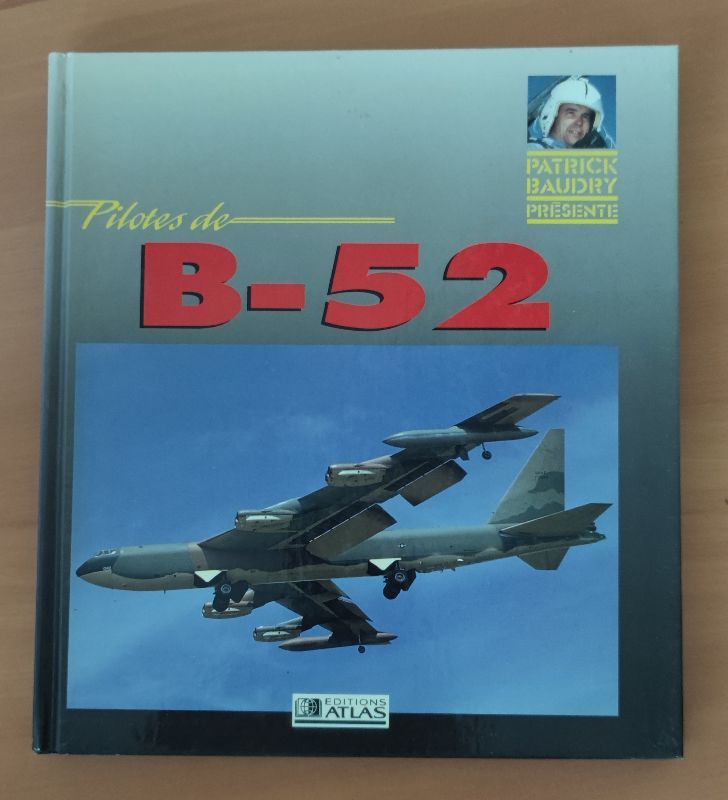 PATRICK
BAUDRY
PRÉSENTE
Pilotes de
B-52
EDITIONS
ATLAS